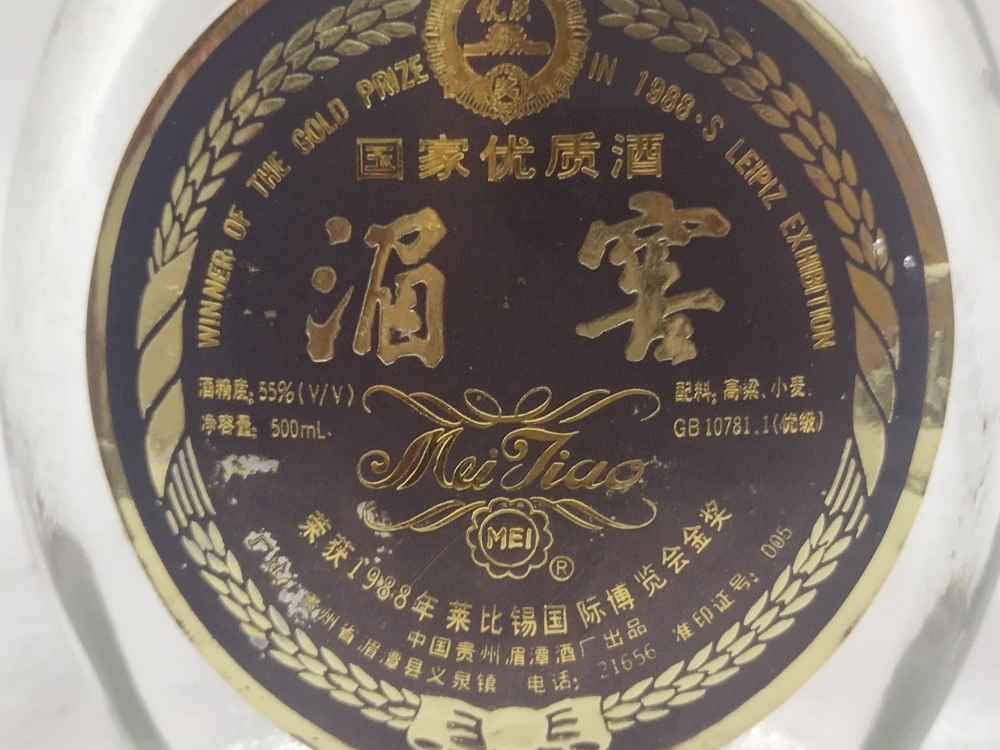 优质
WINNER OF THE GOLD PRIZE IN 1988.S LEIPIZ EXHIBITION
国家优质酒
湄窖
酒精度: 55%(V/V)
净容量: 500mL.
配料: 高粱、小麦.
GB10781.1(优级)
Mei Jiao
MEI
®
荣获1988年莱比锡国际博览会金奖
中国贵州湄潭酒厂出品
准印证号: 005
州省湄潭县义泉镇 电话: 21656